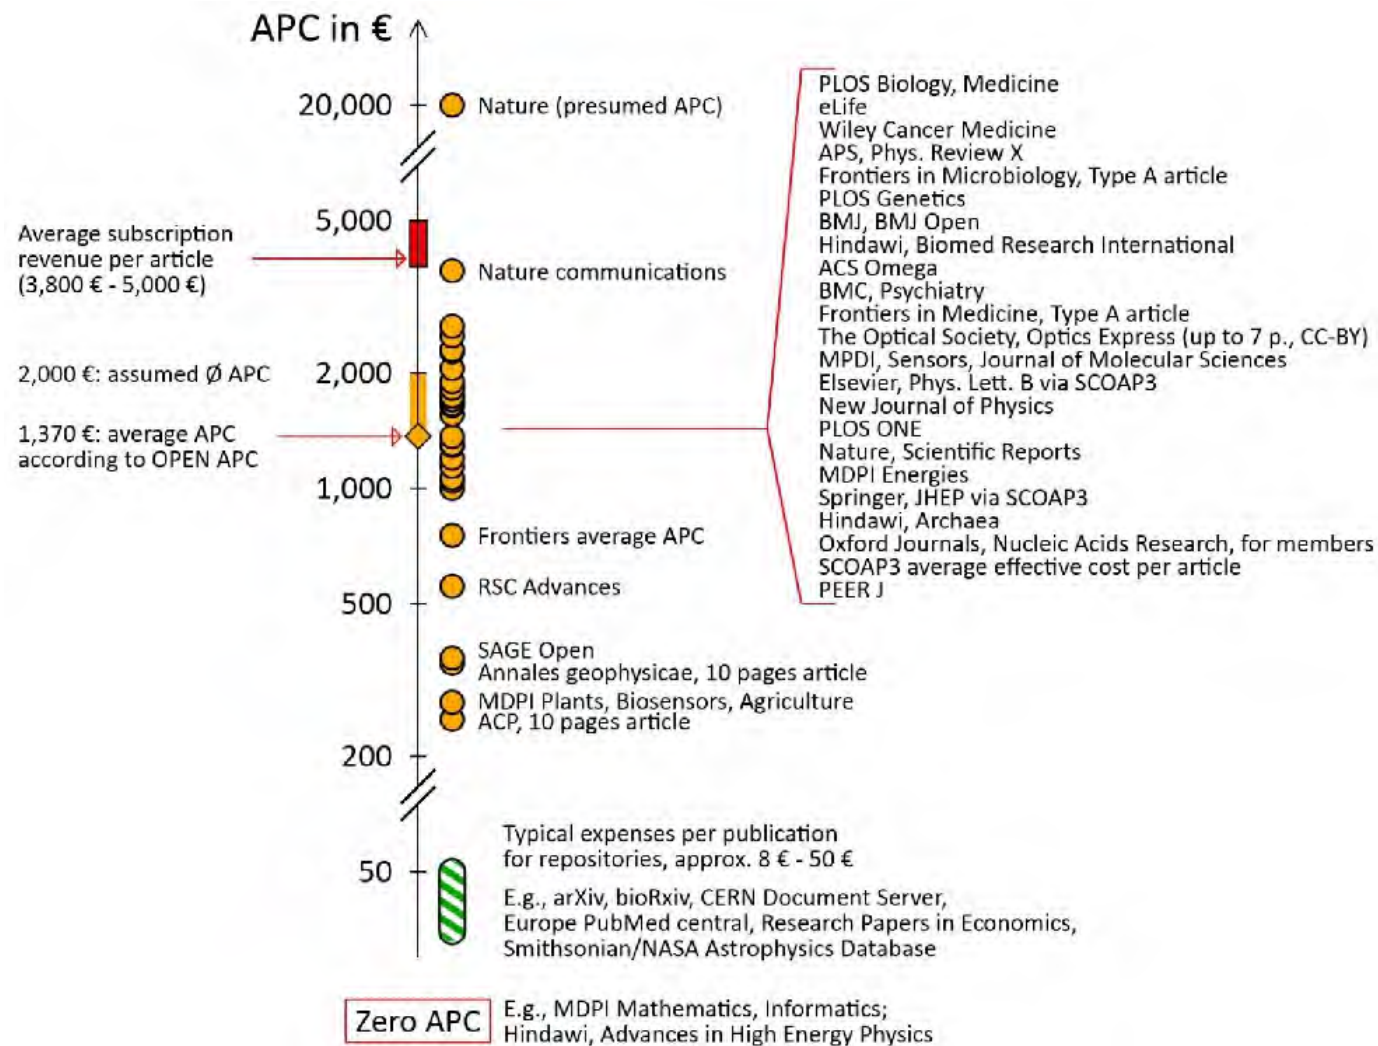 APC in €
20,000
Nature (presumed APC)
5,000
Average subscription
revenue per article
(3,800 € - 5,000 €)
Nature communications
2,000 €: assumed Ø APC
2,000
1,370 €: average APC
according to OPEN APC
1,000
Frontiers average APC
RSC Advances
500
SAGE Open
Annales geophysicae, 10 pages article
MDPI Plants, Biosensors, Agriculture
ACP, 10 pages article
200
PLOS Biology, Medicine
eLife
Wiley Cancer Medicine
APS, Phys. Review X
Frontiers in Microbiology, Type A article
PLOS Genetics
BMJ, BMJ Open
Hindawi, Biomed Research International
ACS Omega
BMC, Psychiatry
Frontiers in Medicine, Type A article
The Optical Society, Optics Express (up to 7 p., CC-BY)
MPDI, Sensors, Journal of Molecular Sciences
Elsevier, Phys. Lett. B via SCOAP3
New Journal of Physics
PLOS ONE
Nature, Scientific Reports
MDPI Energies
Springer, JHEP via SCOAP3
Hindawi, Archaea
Oxford Journals, Nucleic Acids Research, for members
SCOAP3 average effective cost per article
PEER J
50
Typical expenses per publication
for repositories, approx. 8 € - 50 €
E.g., arXiv, bioRxiv, CERN Document Server,
Europe PubMed central, Research Papers in Economics,
Smithsonian/NASA Astrophysics Database
Zero APC
E.g., MDPI Mathematics, Informatics;
Hindawi, Advances in High Energy Physics